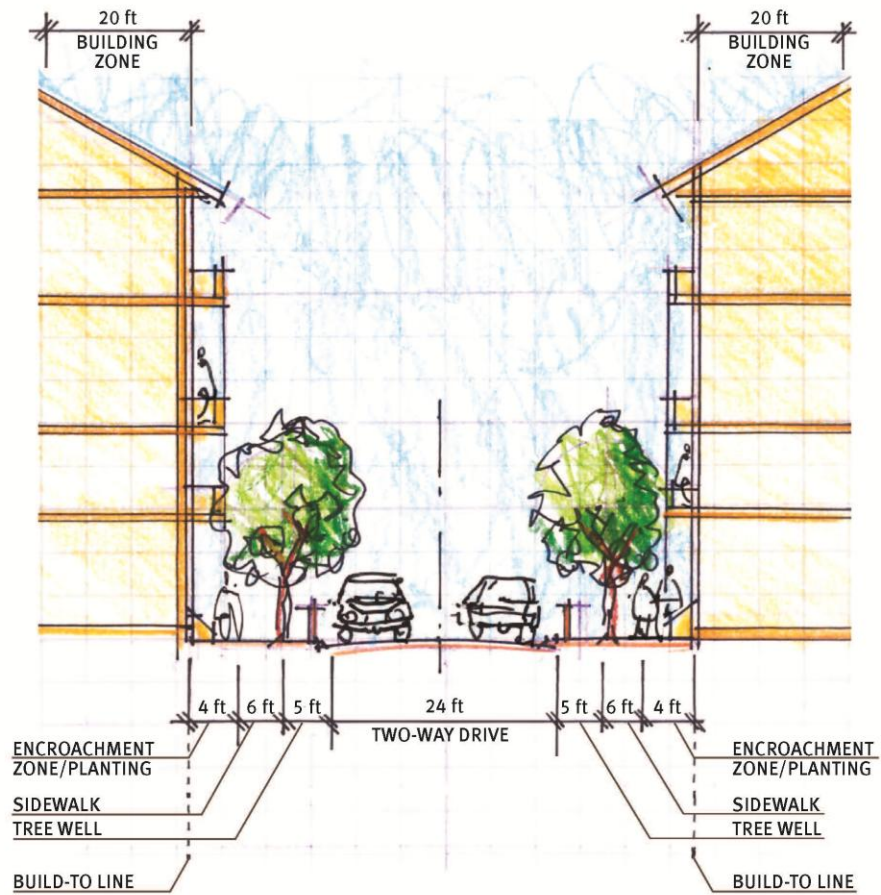 20 ft
BUILDING
ZONE
20 ft
BUILDING
ZONE
4 ft
6 ft
5 ft
24 ft
TWO-WAY DRIVE
5 ft
6 ft
4 ft
ENCROACHMENT
ZONE/PLANTING
SIDEWALK
TREE WELL
BUILD-TO LINE
ENCROACHMENT
ZONE/PLANTING
SIDEWALK
TREE WELL
BUILD-TO LINE